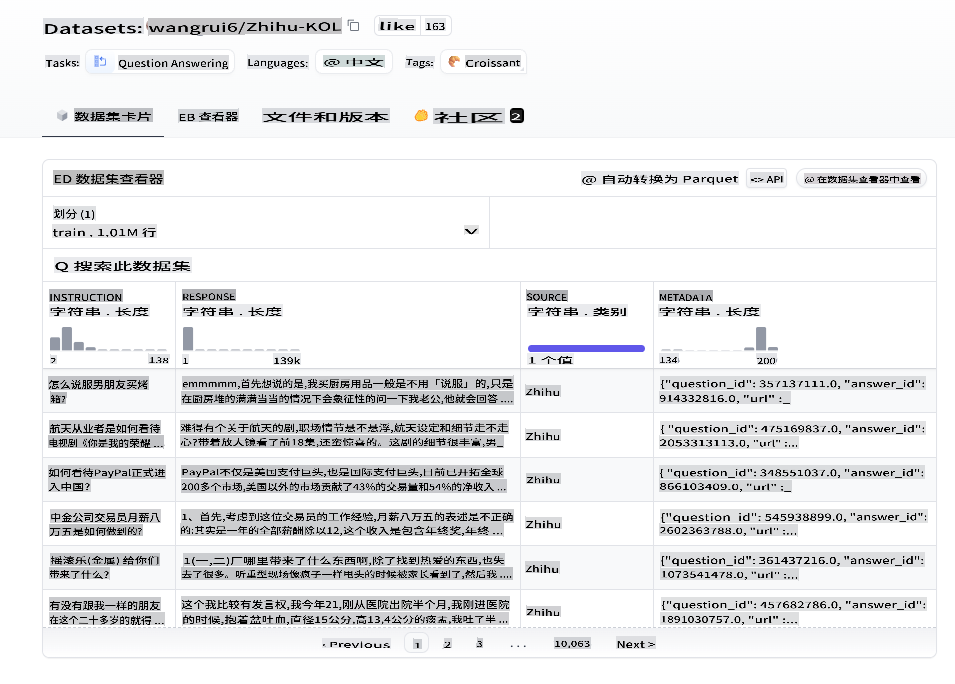 Datasets: wangrui6/Zhihu-KOL like 163
Tasks: Question Answering Languages: @ 中文 Tags: Croissant
数据集卡片 EB 查看器 文件和版本 社区 2
ED 数据集查看器 @ 自动转换为 Parquet <> API @ 在数据头查看器中查看
划分 (1)
train . 1.01M 行
Q 搜索此数据集
INSTRUCTION RESPONSE SOURCE METADATA
字符串 . 长度 字符串 . 长度 字符串 . 类别 字符串 . 长度
2 138 1 139k 1 个值 134 200
怎么说服男朋友买烤箱?
emmmmm,首先想说的是,我买厨房用品一般是不用「说服」的,只是在厨房堆的满满当当的情况下会象征性的问一下我老公,他就会回答 ....
Zhihu
{"question_id": 357137111.0, "answer_id": 914332816.0, "url" :_
航天从业者是如何看待电视剧《你是我的荣耀 ...
难得有个关于航天的剧,职场情节悬不悬浮,航天设定和细节走不走心?带着放大镜看了前18集,还蛮惊喜的。这剧的细节很丰富,男_
Zhihu
{ "question_id": 475169837.0, "answer_id": 2053313113.0, "url" :...
如何看待PayPal正式进入中国?
PayPal不仅是美国支付巨头,也是国际支付巨头,目前已开拓全球200多个市场,美国以外的市场贡献了43%的交易量和54%的净收入 ...
Zhihu
{ "question_id": 348551037.0, "answer_id": 866103409.0, "url" :_
中金公司交易员月薪八万五是如何做到的?
1、首先,考虑到这位交易员的工作经验,月薪八万五的表述是不正确的:其实是一年的全部薪酬除以12,这个收入是包含年终奖,年终 ...
Zhihu
{"question_id": 545938899.0, "answer_id": 2602363788.0, "url" :...
摇滚乐(金属) 给你们带来了什么?
1(一,二)厂哪里带来了什么东西啊,除了找到热爱的东西,也失去了很多。听重型现场像疯子一样甩头的时候被家长看到了,然后我 ....
Zhihu
{"question_id": 361437216.0, "answer_id": 1073541478.0, "url" :...
有没有跟我一样的朋友在这个二十多岁的就得 ...
这个我比较有发言权,我今年21,刚从医院出院半个月,我刚进医院的时候,抱着盆吐血,直径15公分,高13,4公分的痰盂,我吐了半 ...
Zhihu
{"question_id": 457682786.0, "answer_id": 1891030757.0, "url" :...
‹ Previous 1 2 3 ... 10,063 Next >